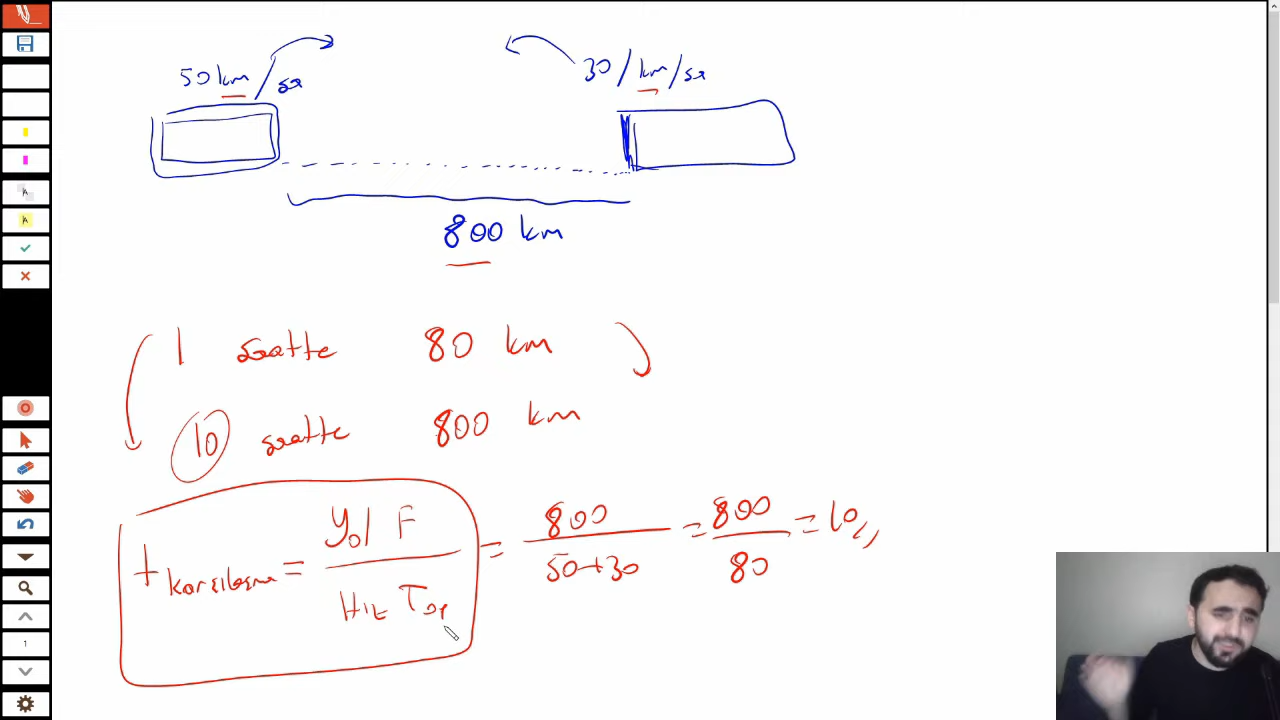 50 km/sa
30/km/sa
800 km
1 saatte 80 km
10 saatte 800 km
t karşılaşma = Yol F / Hız Top = 800 / 50+30 = 800 / 80 = 10
1